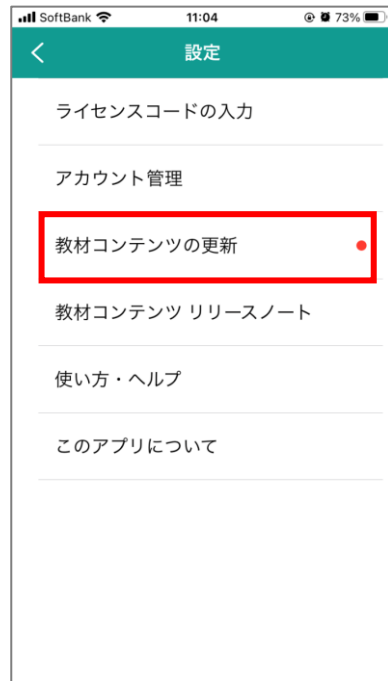 SoftBank 11:04 73%
設定
ライセンスコードの入力
アカウント管理
教材コンテンツの更新
教材コンテンツ リリースノート
使い方・ヘルプ
このアプリについて